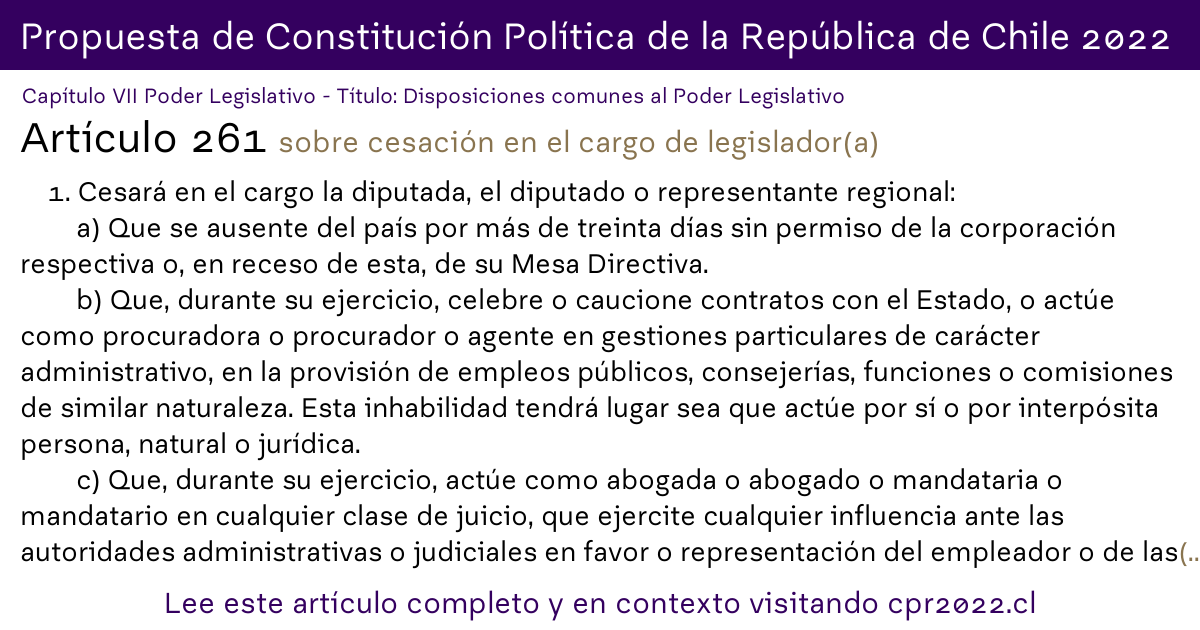 Propuesta de Constitución Política de la República de Chile 2022
Capítulo VII Poder Legislativo - Título: Disposiciones comunes al Poder Legislativo
Artículo 261 sobre cesación en el cargo de legislador(a)
1. Cesará en el cargo la diputada, el diputado o representante regional:
a) Que se ausente del país por más de treinta días sin permiso de la corporación
respectiva o, en receso de esta, de su Mesa Directiva.
b) Que, durante su ejercicio, celebre o caucione contratos con el Estado, o actúe
como procuradora o procurador o agente en gestiones particulares de carácter
administrativo, en la provisión de empleos públicos, consejerías, funciones o comisiones
de similar naturaleza. Esta inhabilidad tendrá lugar sea que actúe por sí o por interpósita
persona, natural o jurídica.
c) Que, durante su ejercicio, actúe como abogada o abogado o mandataria o
mandatario en cualquier clase de juicio, que ejercite cualquier influencia ante las
autoridades administrativas o judiciales en favor o representación del empleador o de las(..
Lee este artículo completo y en contexto visitando cpr2022.cl